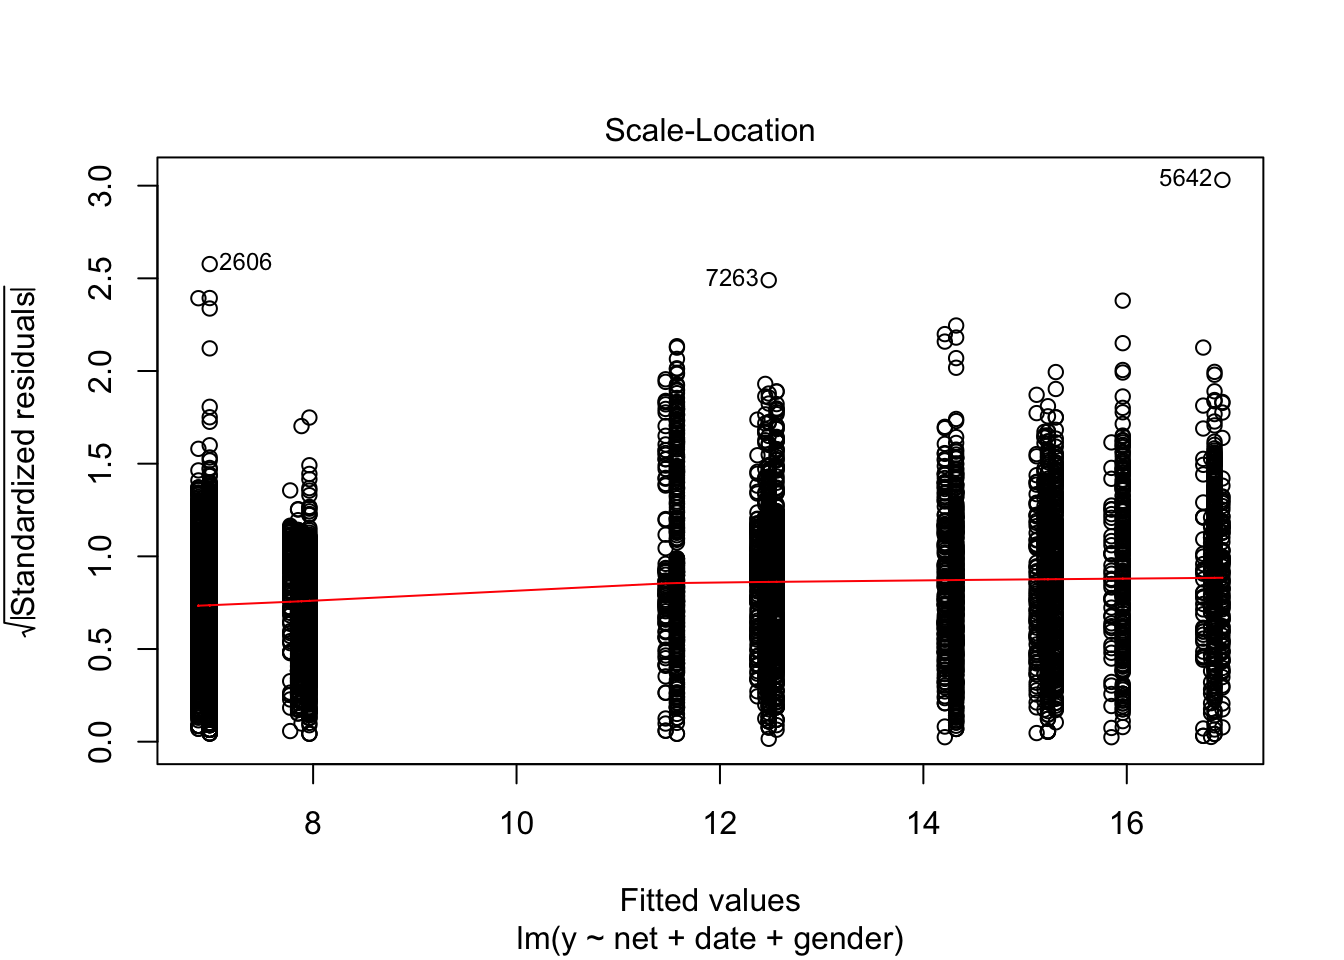 Scale-Location
√|Standardized residuals|
3.0
2.5
2.0
1.5
1.0
0.5
0.0
5642
2606
7263
8 10 12 14 16
Fitted values
lm(y ~ net + date + gender)